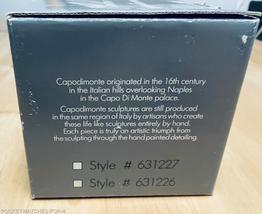 Capodimonte originated in the 16th century
in the Italian hills overlooking Naples
in the Capo Di Monte palace.
Capodimonte sculptures are still produced
in the same region of Italy by artisans who create
these life like sculptures entirely by hand.
Each piece is truly an artistic triumph from
the sculpting through the hand painted detailing.
Style # 631227
Style # 631226
POCKETWATCHES-FOR-U